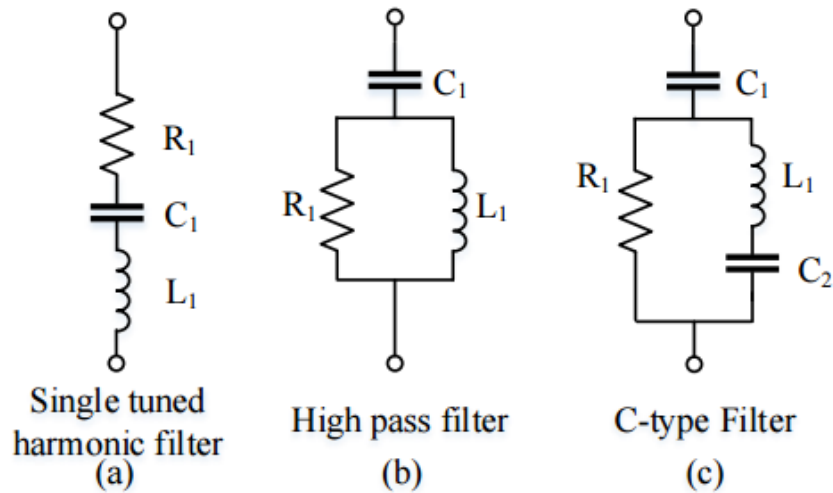 R₁
C₁
L₁
Single tuned
harmonic filter
(a)
C₁
R₁
L₁
High pass filter
(b)
C₁
R₁
L₁
C₂
C-type Filter
(c)